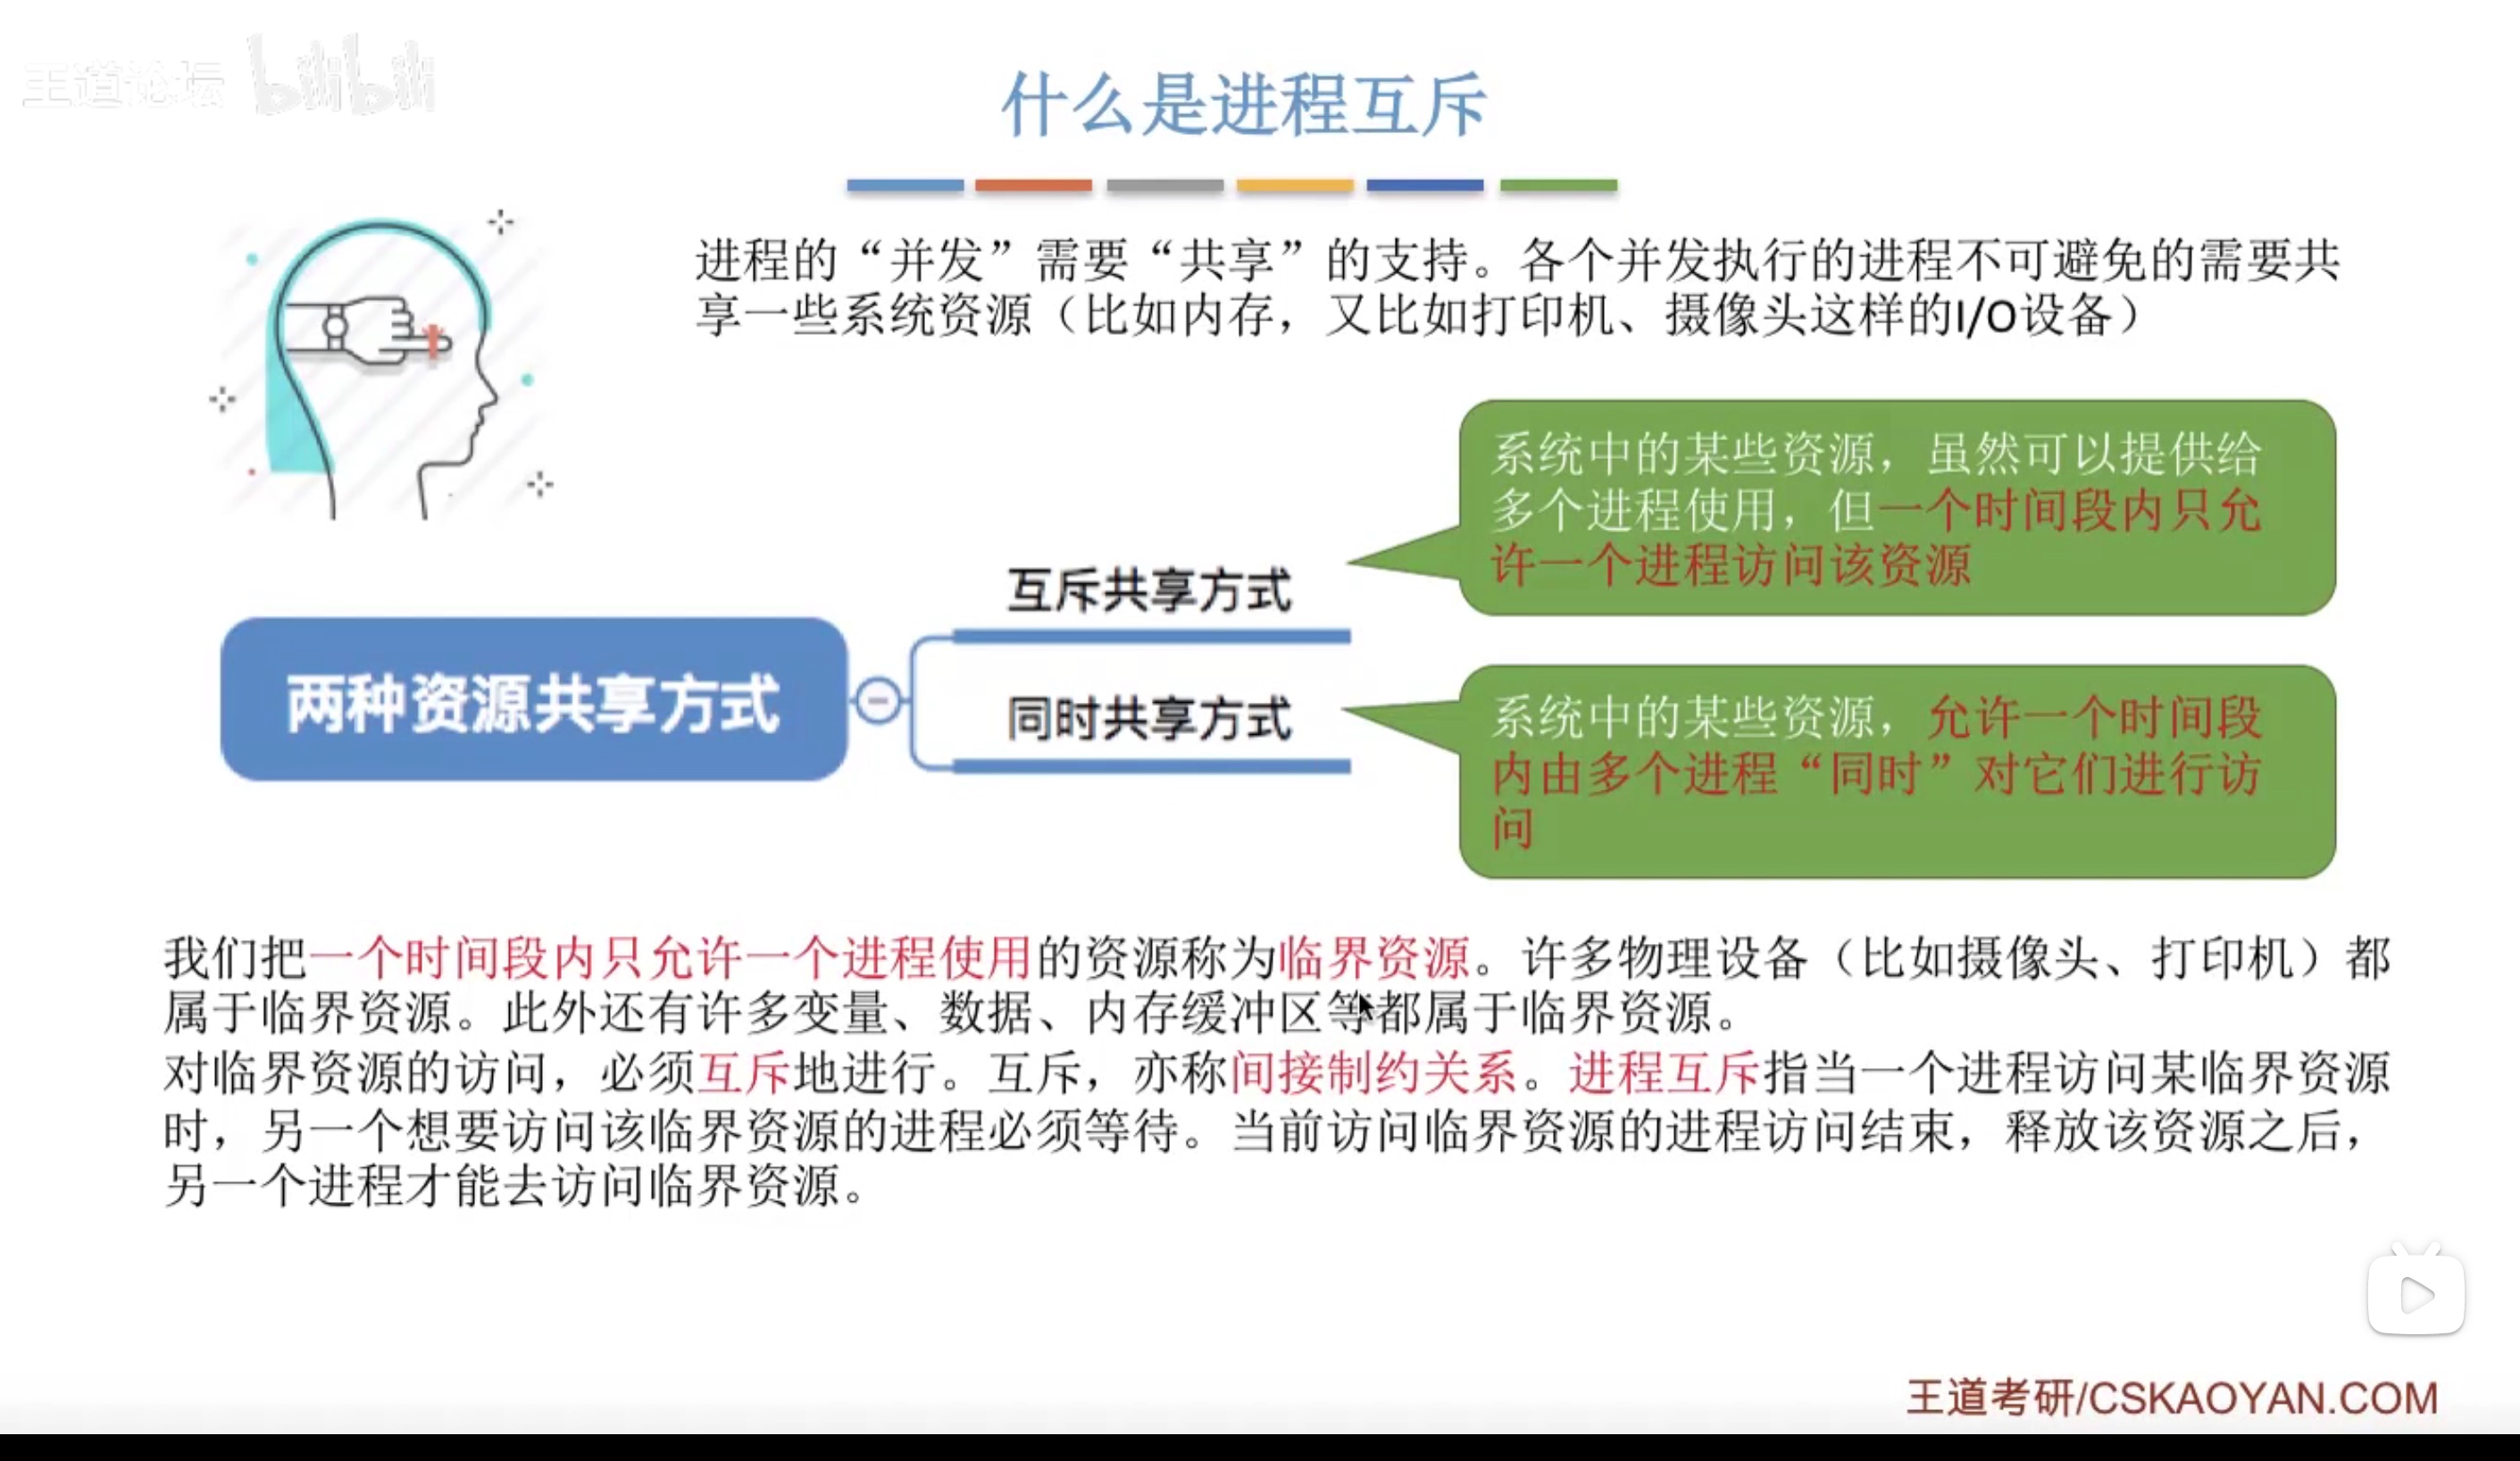 王道论坛 bilibili
什么是进程互斥
进程的“并发”需要“共享”的支持。各个并发执行的进程不可避免的需要共
享一些系统资源（比如内存，又比如打印机、摄像头这样的I/O设备）
系统中的某些资源，虽然可以提供给
多个进程使用，但一个时间段内只允
许一个进程访问该资源
互斥共享方式
两种资源共享方式
同时共享方式
系统中的某些资源，允许一个时间段
内由多个进程“同时”对它们进行访
问
我们把一个时间段内只允许一个进程使用的资源称为临界资源。许多物理设备（比如摄像头、打印机）都
属于临界资源。此外还有许多变量、数据、内存缓冲区等都属于临界资源。
对临界资源的访问，必须互斥地进行。互斥，亦称间接制约关系。进程互斥指当一个进程访问某临界资源
时，另一个想要访问该临界资源的进程必须等待。当前访问临界资源的进程访问结束，释放该资源之后，
另一个进程才能去访问临界资源。
王道考研/CSKAOYAN.COM